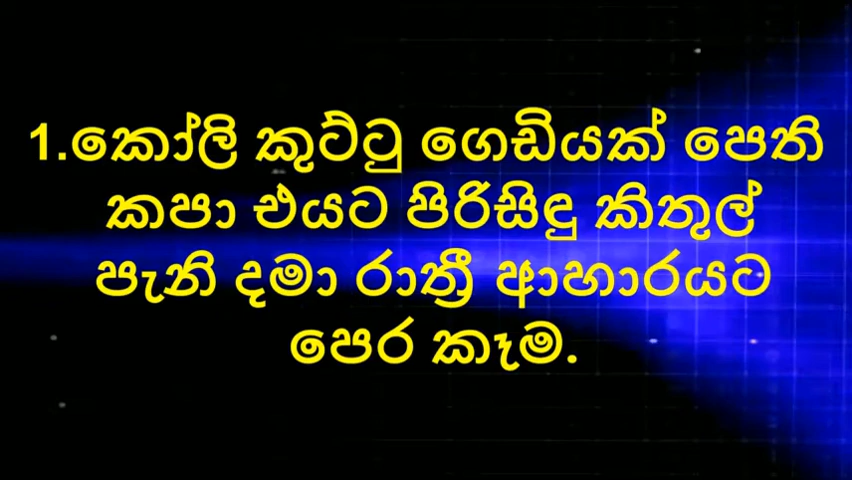 1.කෝලි කුට්ටු ගෙඩියක් පෙති
කපා එයට පිරිසිඳු කිතුල්
පැනි දමා රාත්‍රී ආහාරයට
පෙර කෑම.